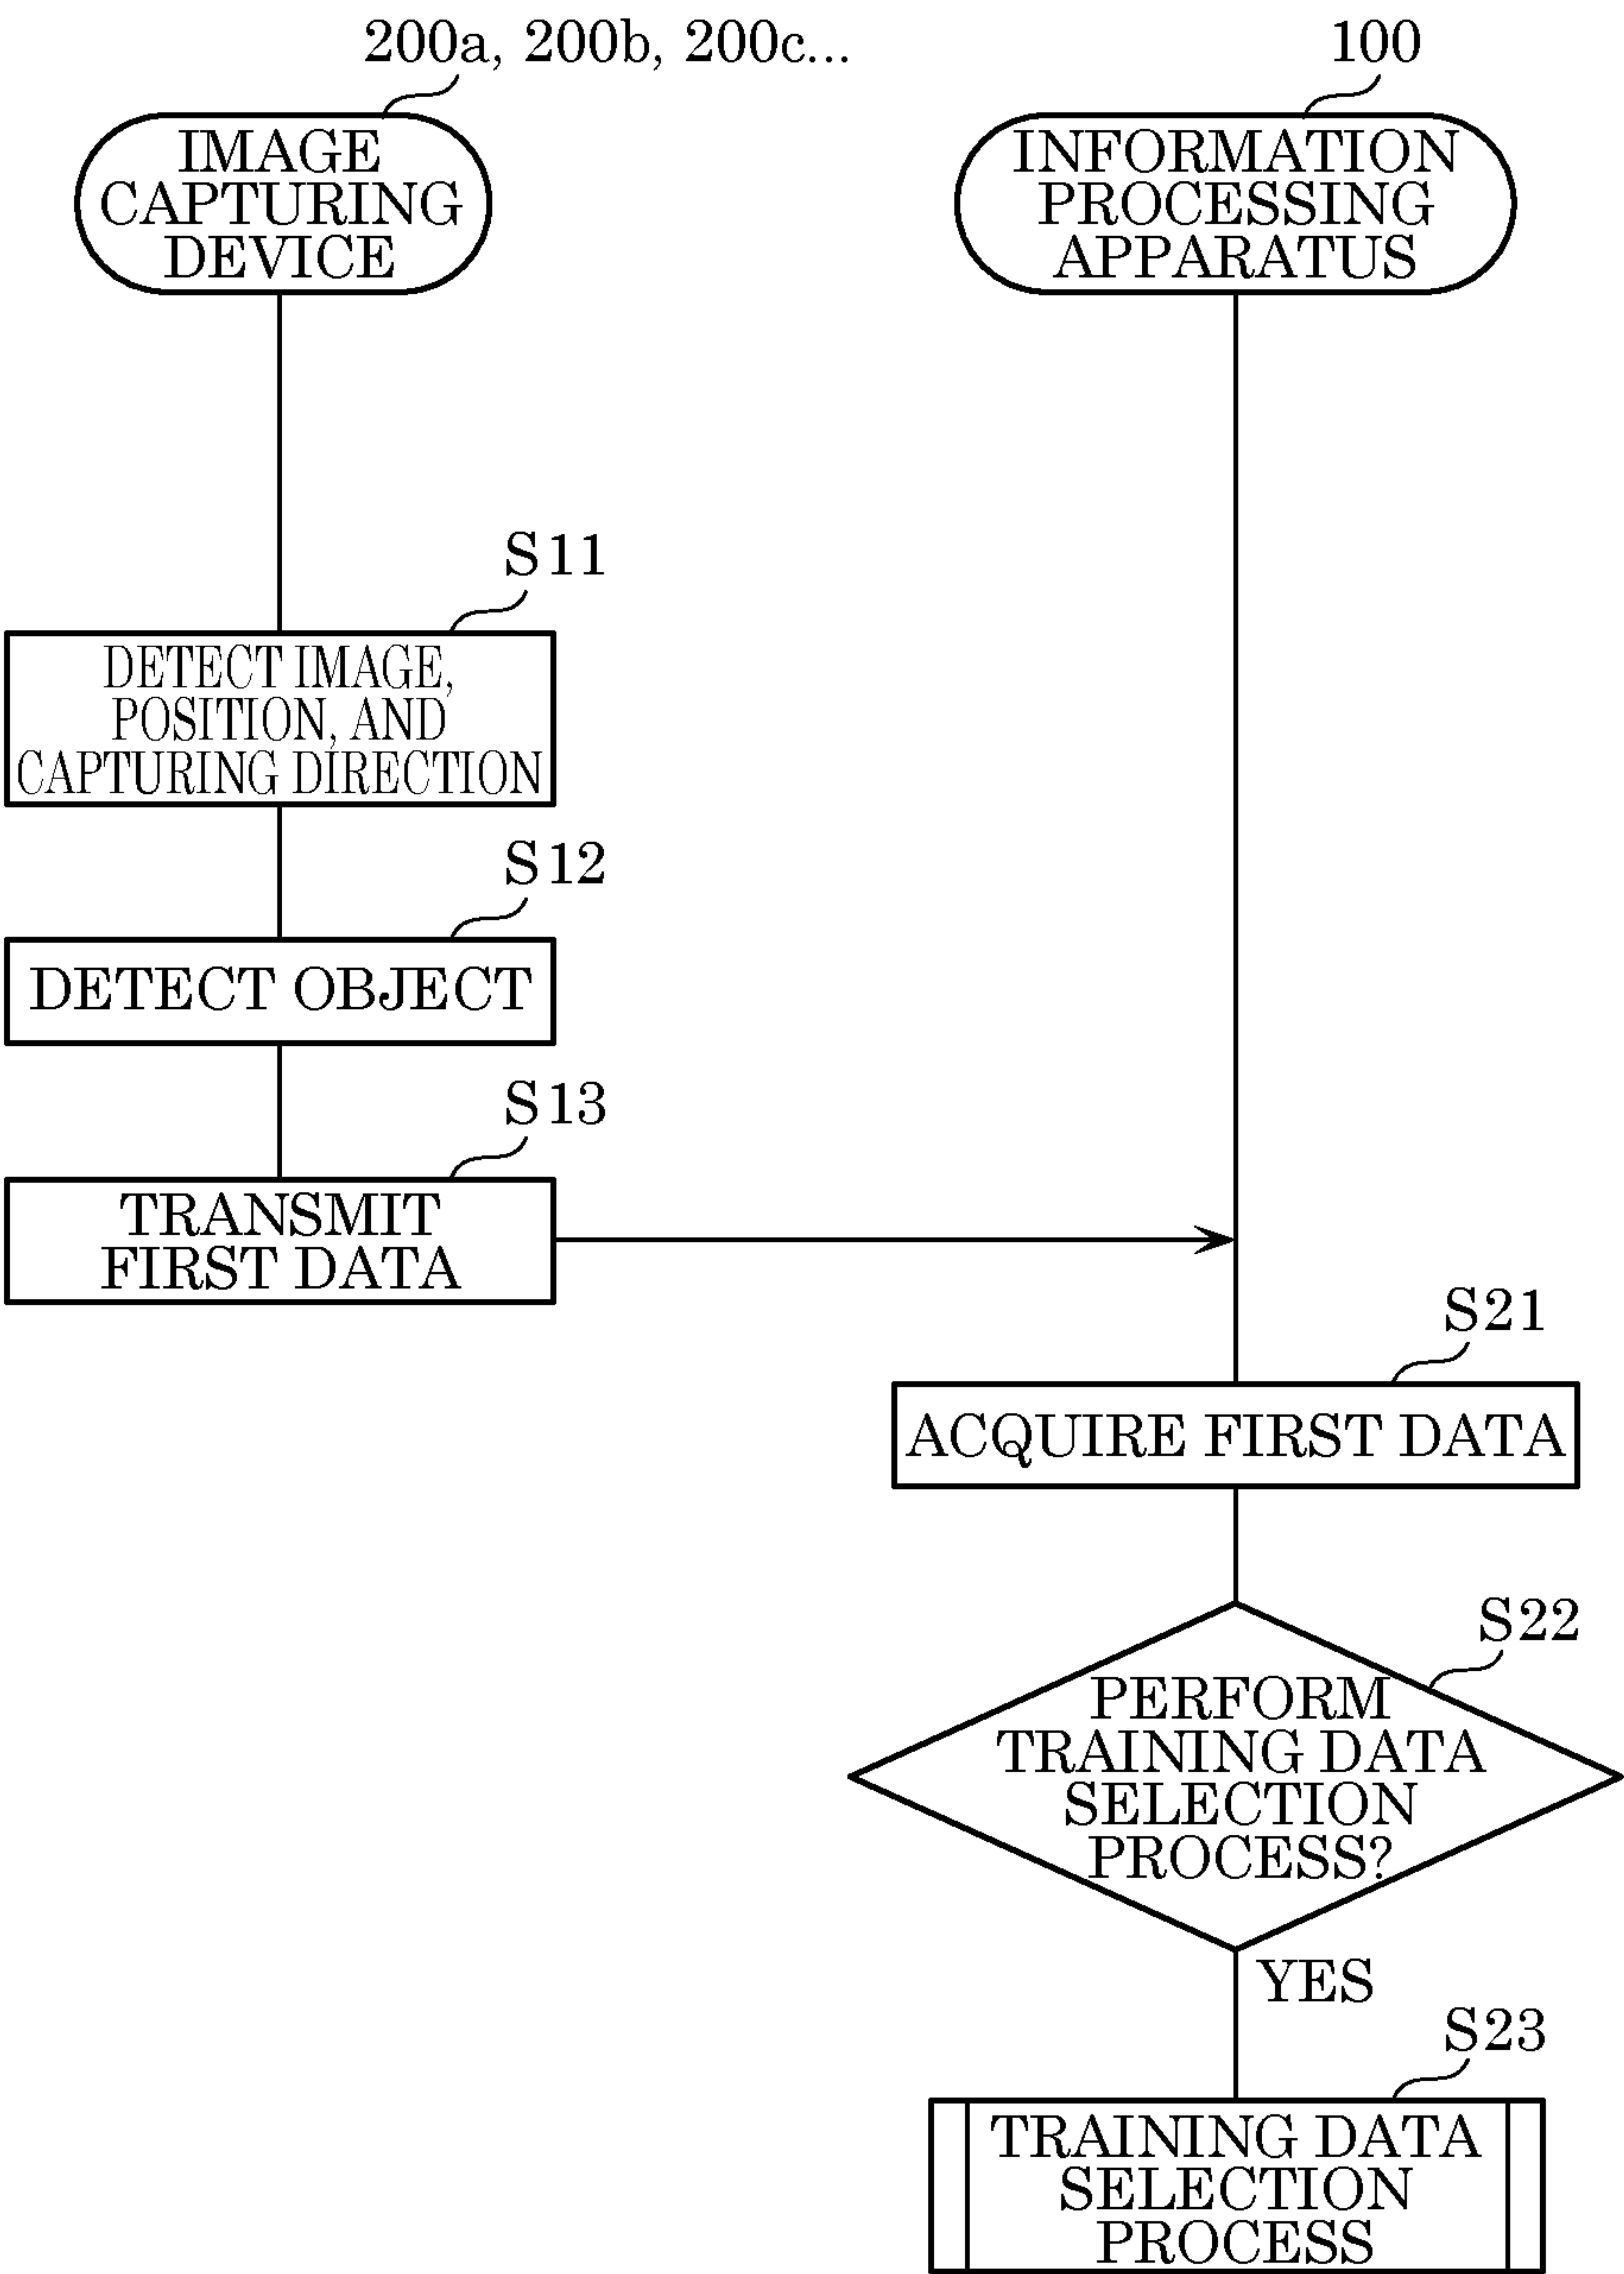 200a, 200b, 200c...
IMAGE
CAPTURING
DEVICE
100
INFORMATION
PROCESSING
APPARATUS
S11
DETECT IMAGE,
POSITION, AND
CAPTURING DIRECTION
S12
DETECT OBJECT
S13
TRANSMIT
FIRST DATA
S21
ACQUIRE FIRST DATA
S22
PERFORM
TRAINING DATA
SELECTION
PROCESS?
YES
S23
TRAINING DATA
SELECTION
PROCESS